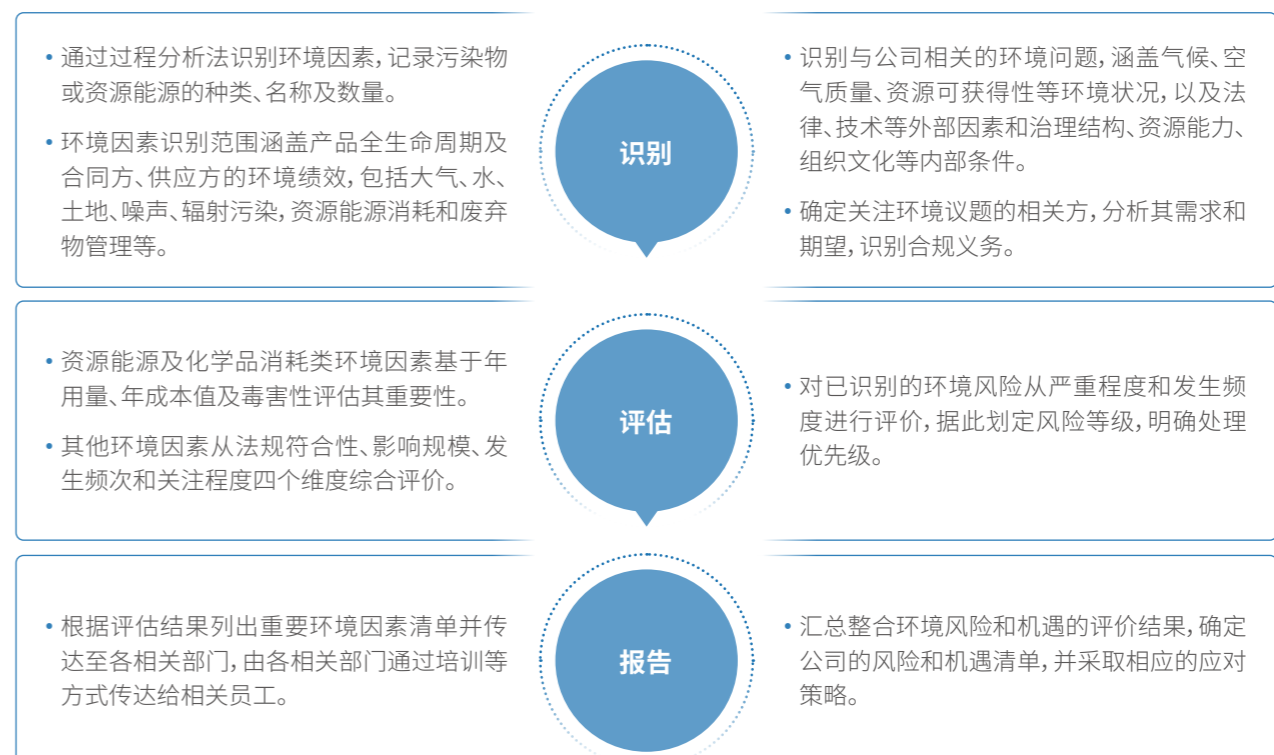 • 通过过程分析法识别环境因素,记录污染物
或资源能源的种类、名称及数量。
• 环境因素识别范围涵盖产品全生命周期及
合同方、供应方的环境绩效,包括大气、水、
土地、噪声、辐射污染,资源能源消耗和废弃
物管理等。
识别
• 识别与公司相关的环境问题,涵盖气候、空
气质量、资源可获得性等环境状况,以及法
律、技术等外部因素和治理结构、资源能力、
组织文化等内部条件。
• 确定关注环境议题的相关方,分析其需求和
期望,识别合规义务。
• 资源能源及化学品消耗类环境因素基于年
用量、年成本值及毒害性评估其重要性。
• 其他环境因素从法规符合性、影响规模、发
生频次和关注程度四个维度综合评价。
评估
• 对已识别的环境风险从严重程度和发生频
度进行评价,据此划定风险等级,明确处理
优先级。
• 根据评估结果列出重要环境因素清单并传
达至各相关部门,由各相关部门通过培训等
方式传达给相关员工。
报告
• 汇总整合环境风险和机遇的评价结果,确定
公司的风险和机遇清单,并采取相应的应对
策略。